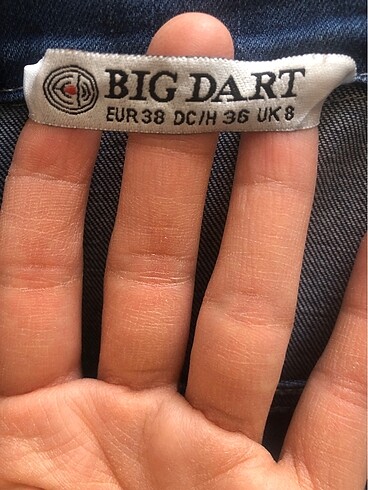 BIG DART
EUR 38 DC/H 36 UK 8